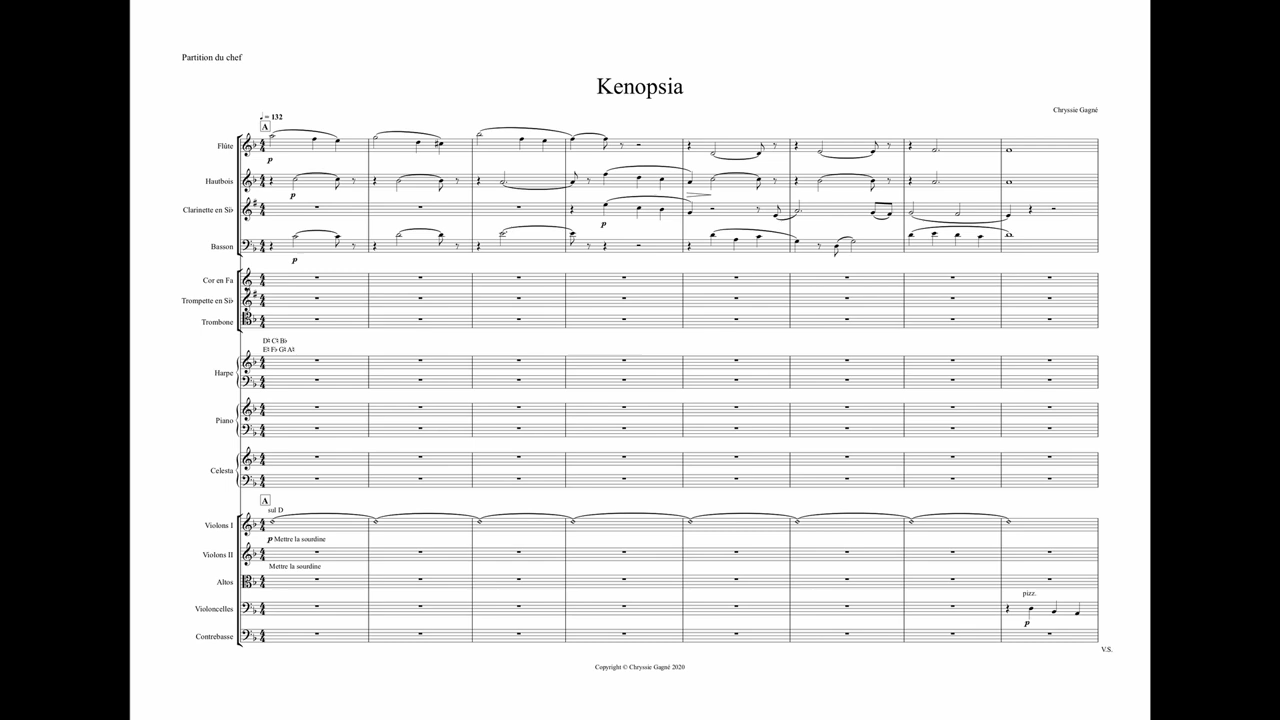 Partition du chef
Kenopsia
Chryssie Gagné
♩ = 132
A
Flûte
p
Hautbois
p
Clarinette en Si♭
p
Basson
p
Cor en Fa
Trompette en Si♭
Trombone
Harpe
Piano
Celesta
A
sul D
Violons I
p Mettre la sourdine
Violons II
Mettre la sourdine
Altos
pizz.
Violoncelles
p
Contrebasse
V.S.
Copyright © Chryssie Gagné 2020